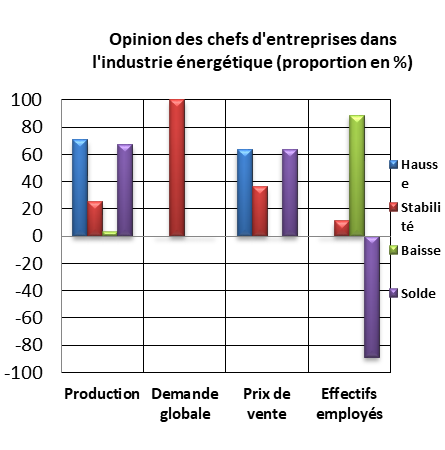 Opinion des chefs d'entreprises dans
l'industrie énergétique (proportion en %)
100
80
60
40
20
0
-20
-40
-60
-80
-100
Production
Demande
globale
Prix de
vente
Effectifs
employés
Hauss
e
Stabili
té
Baisse
Solde